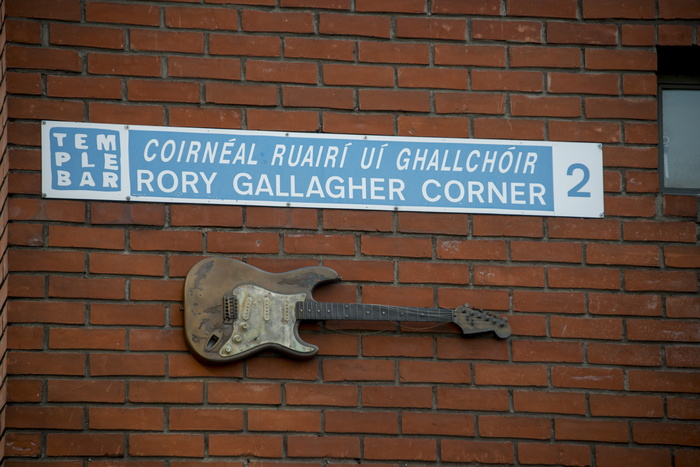 TEM
PLE
BAR
COIRNÉAL RUAIRÍ UÍ GHALLCHÓIR
RORY GALLAGHER CORNER
2